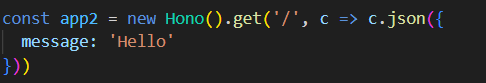 const app2 = new Hono().get('/', c => c.json({
  message: 'Hello'
}))